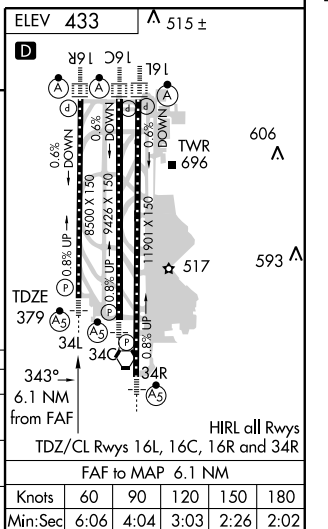 ELEV 433
515 ±
D
16R 16C 16L
A A A
P P P
0.6% DOWN
0.6% DOWN
0.6% DOWN
TWR
696
606
8500 X 150
9426 X 150
11901 X 150
517
593
P 0.8% UP
P 0.8% UP
P 0.8% UP
TDZE
379
A5
A5
34L
34C
34R
A5
343°
6.1 NM
from FAF
HIRL all Rwys
TDZ/CL Rwys 16L, 16C, 16R and 34R
FAF to MAP 6.1 NM
Knots 60 90 120 150 180
Min:Sec 6:06 4:04 3:03 2:26 2:02